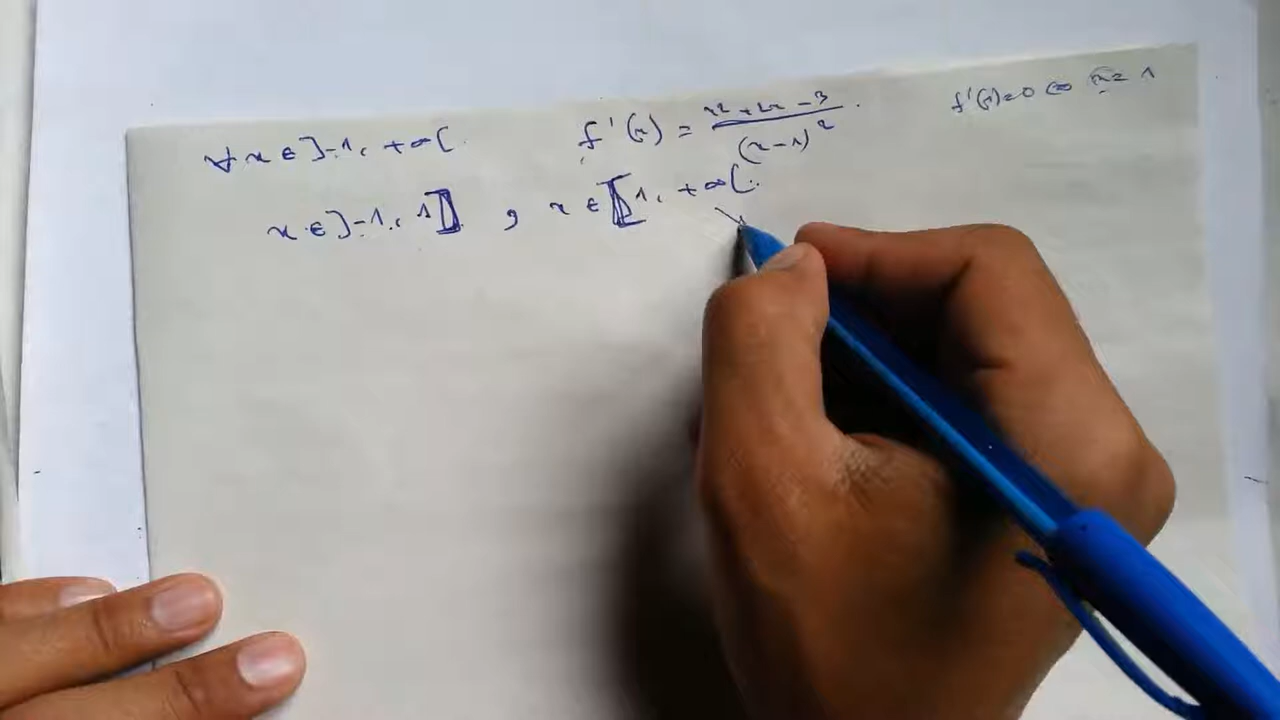 ∀ x ∈ ]-1, +∞[ f'(x) = (x² + 2x - 3) / (x - 1)² . f'(x) = 0 ⇔ x = 1
x ∈ ]-1, 1] , x ∈ [1, +∞[